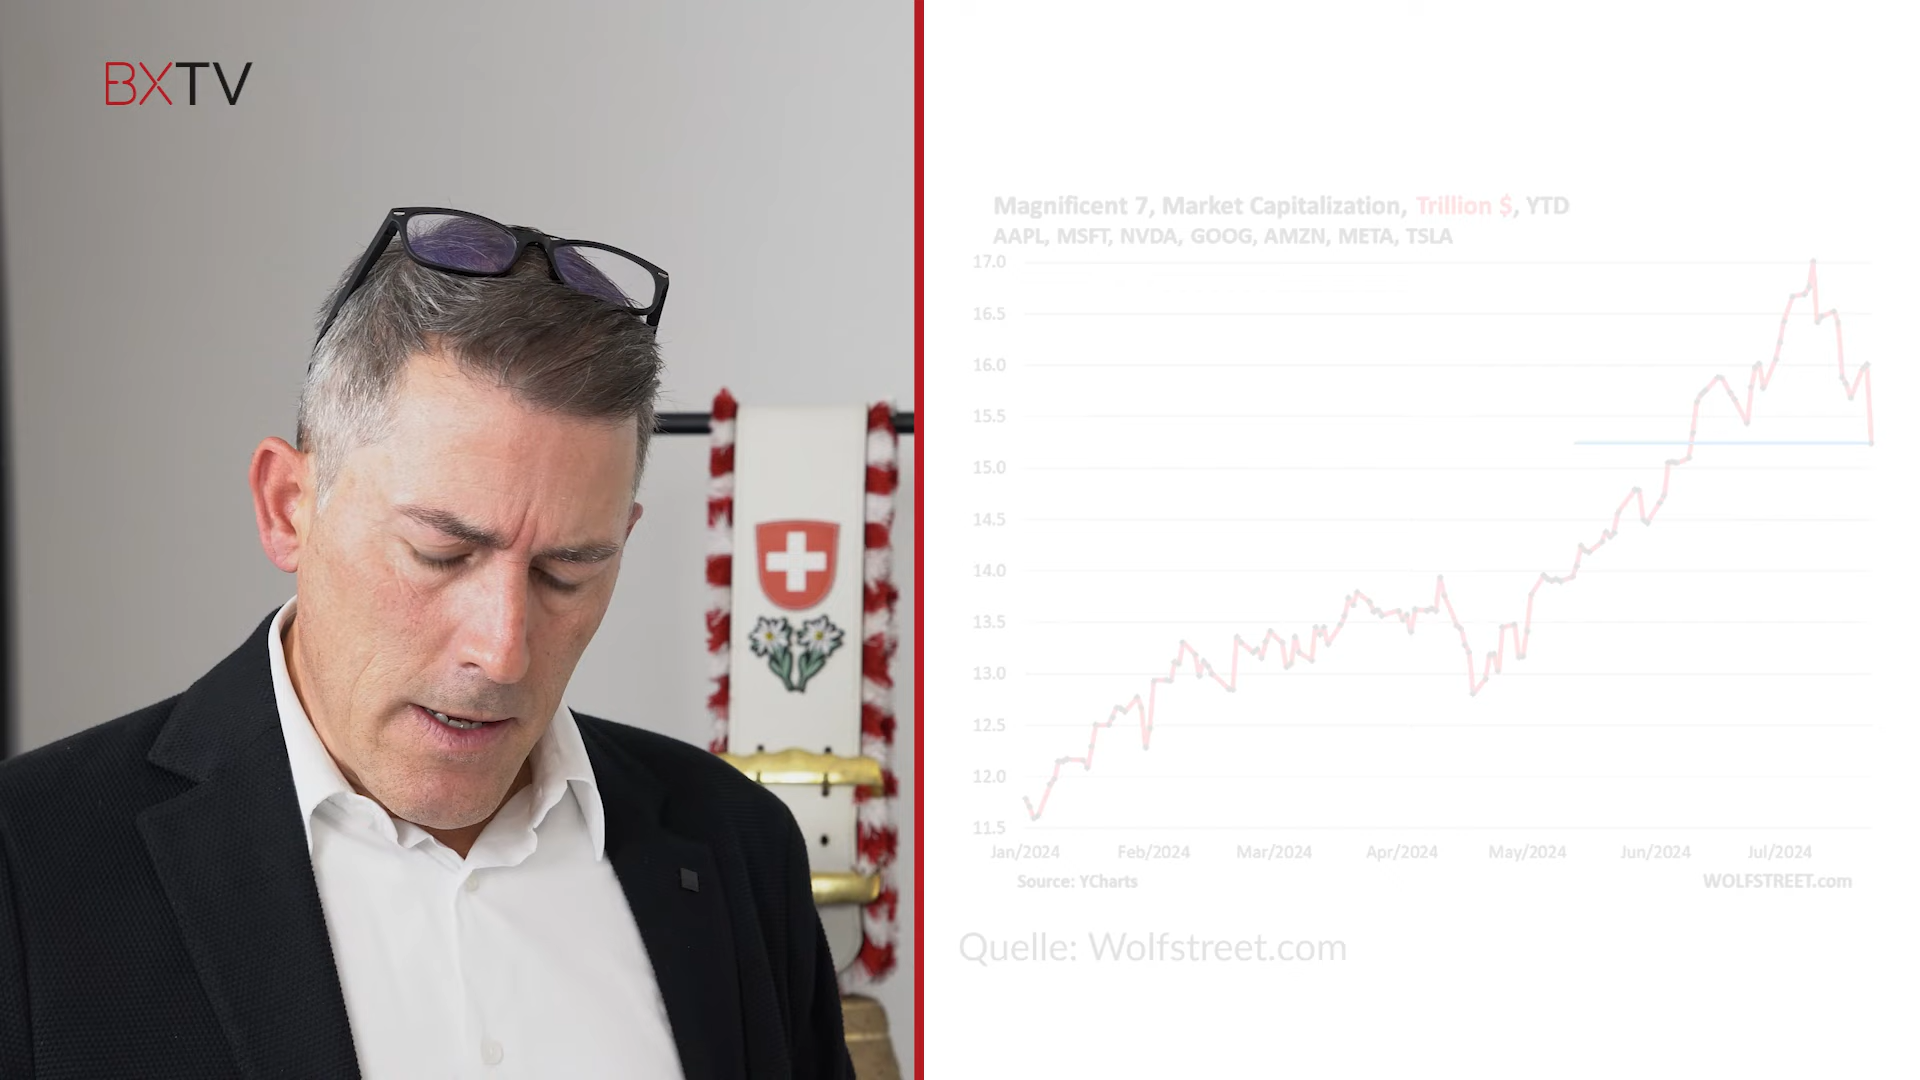 BXTV
Magnificent 7, Market Capitalization, Trillion $, YTD
AAPL, MSFT, NVDA, GOOG, AMZN, META, TSLA
17.0
16.5
16.0
15.5
15.0
14.5
14.0
13.5
13.0
12.5
12.0
11.5
Jan/2024 Feb/2024 Mar/2024 Apr/2024 May/2024 Jun/2024 Jul/2024
Source: YCharts WOLFSTREET.com
Quelle: Wolfstreet.com